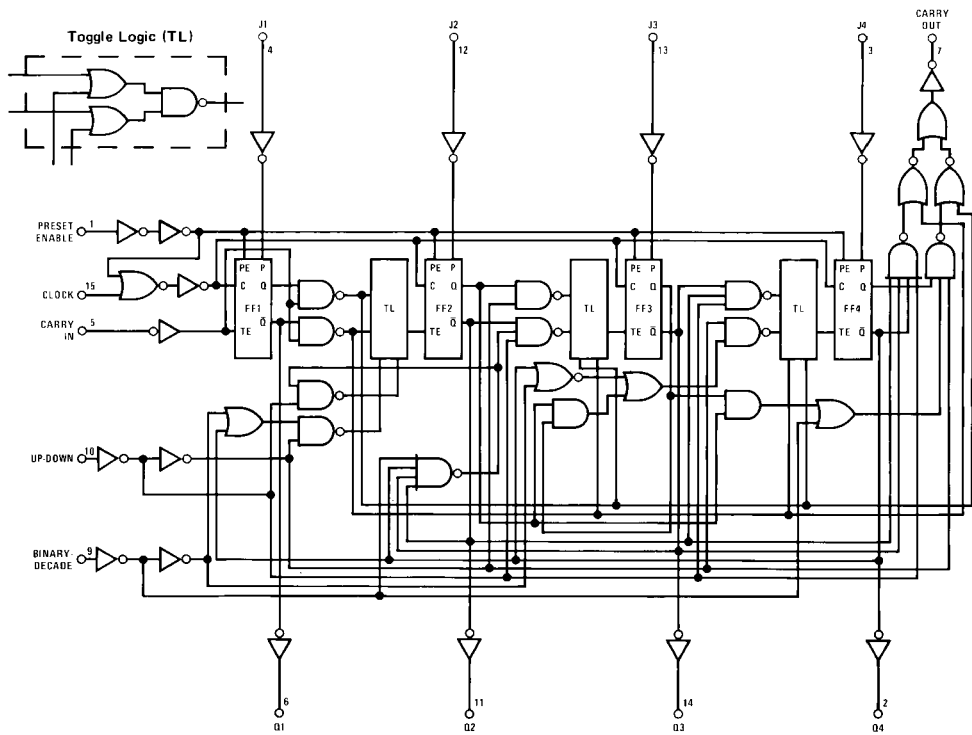 Toggle Logic (TL)
J1
4
J2
12
J3
13
J4
3
CARRY
OUT
7
PRESET
ENABLE
1
CLOCK
15
CARRY
IN
5
PE P
C Q
FF1
TE Q̄
TL
PE P
C Q
FF2
TE Q̄
TL
PE P
C Q
FF3
TE Q̄
TL
PE P
C Q
FF4
TE Q̄
UP-DOWN
10
BINARY-
DECADE
9
6
Q1
11
Q2
14
Q3
2
Q4